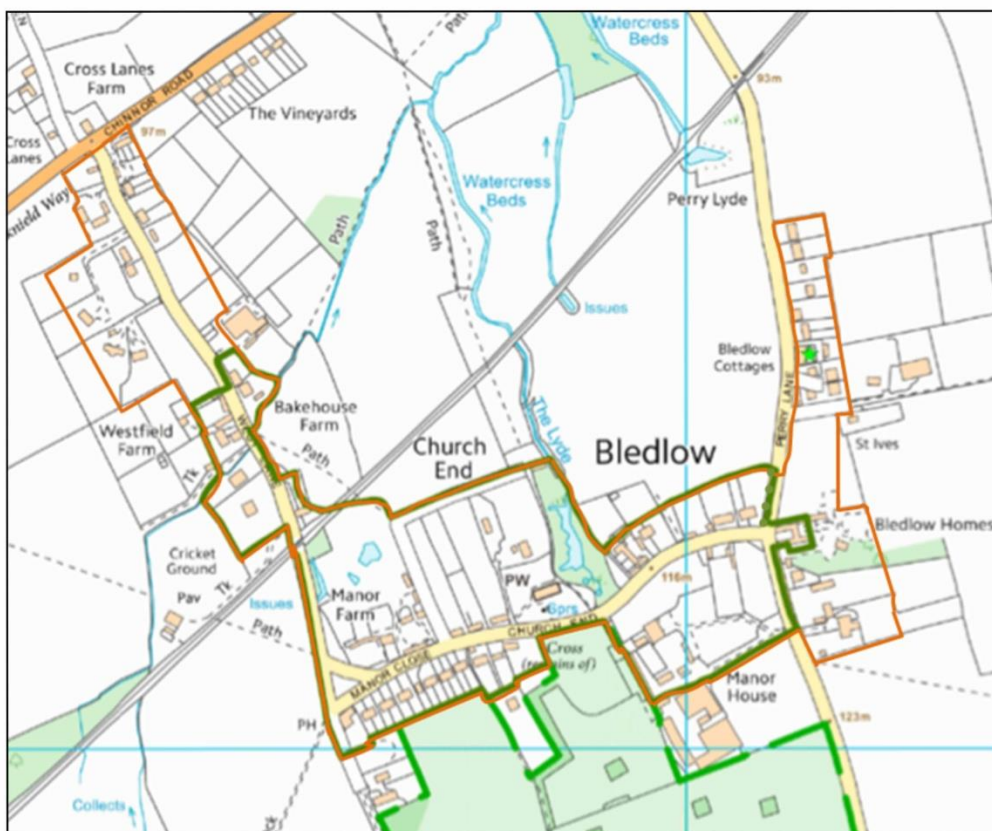 Path
Watercress
Beds
Cross Lanes
Farm
CHINNOR ROAD
97m
The Vineyards
93m
Cross
Lanes
Watercress
Beds
Path
Path
Perry Lyde
knield Way
Issues
Bledlow
Cottages
PERRY LANE
Bakehouse
Farm
Westfield
Farm
The Lyde
Church
End
Bledlow
St Ives
Path
Tk
Bledlow Homes
Cricket
Ground
Pav
Tk
Issues
Path
Manor
Farm
PW
Sprs
116m
CHURCH END
Cross
(remains of)
MANOR CLOSE
Manor
House
PH
123m
Collects